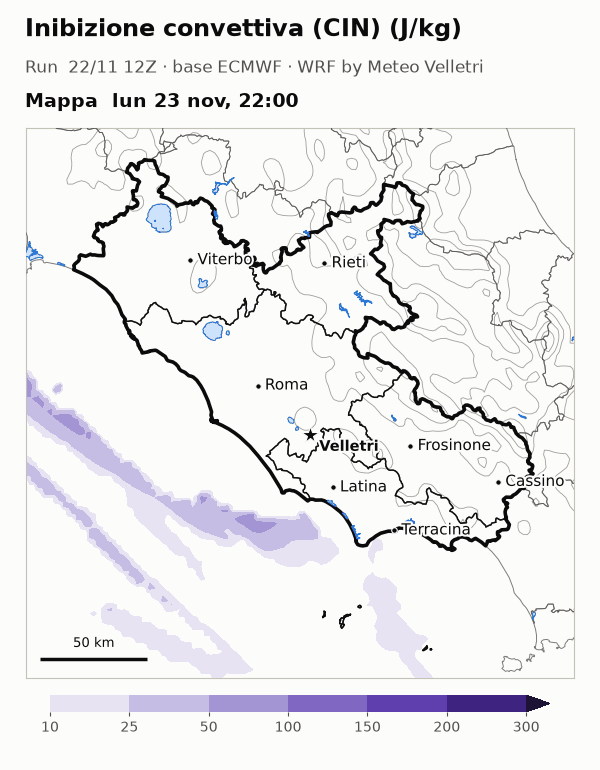 Inibizione convettiva (CIN) (J/kg)
Run  22/11 12Z · base ECMWF · WRF by Meteo Velletri
Mappa  lun 23 nov, 22:00
Viterbo
Rieti
Roma
Velletri
Frosinone
Cassino
Latina
Terracina
50 km
10 25 50 100 150 200 300